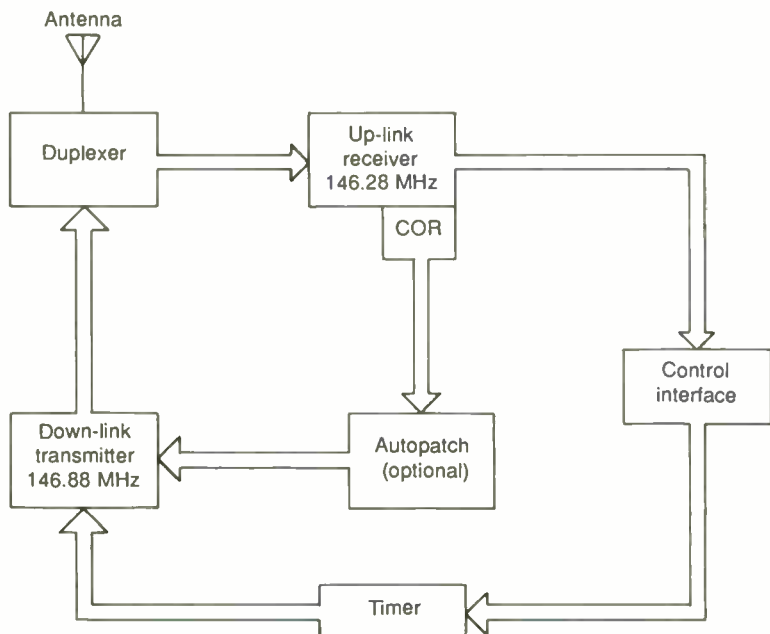 Antenna
Duplexer
Up-link
receiver
146.28 MHz
COR
Control
interface
Down-link
transmitter
146.88 MHz
Autopatch
(optional)
Timer